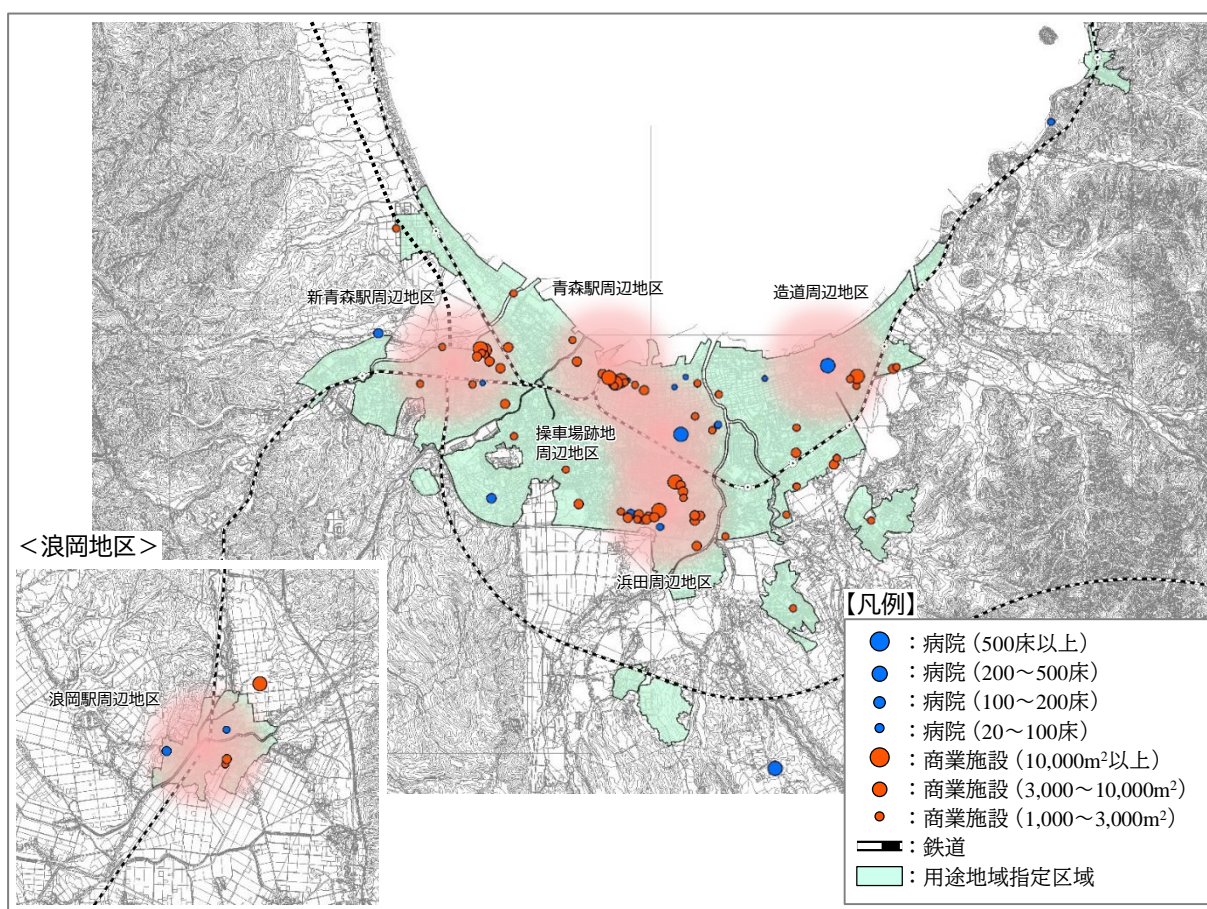 新青森駅周辺地区
青森駅周辺地区
造道周辺地区
操車場跡地
周辺地区
浜田周辺地区
＜浪岡地区＞
浪岡駅周辺地区
【凡例】
：病院（500床以上）
：病院（200～500床）
：病院（100～200床）
：病院（20～100床）
：商業施設（10,000m²以上）
：商業施設（3,000～10,000m²）
：商業施設（1,000～3,000m²）
：鉄道
：用途地域指定区域